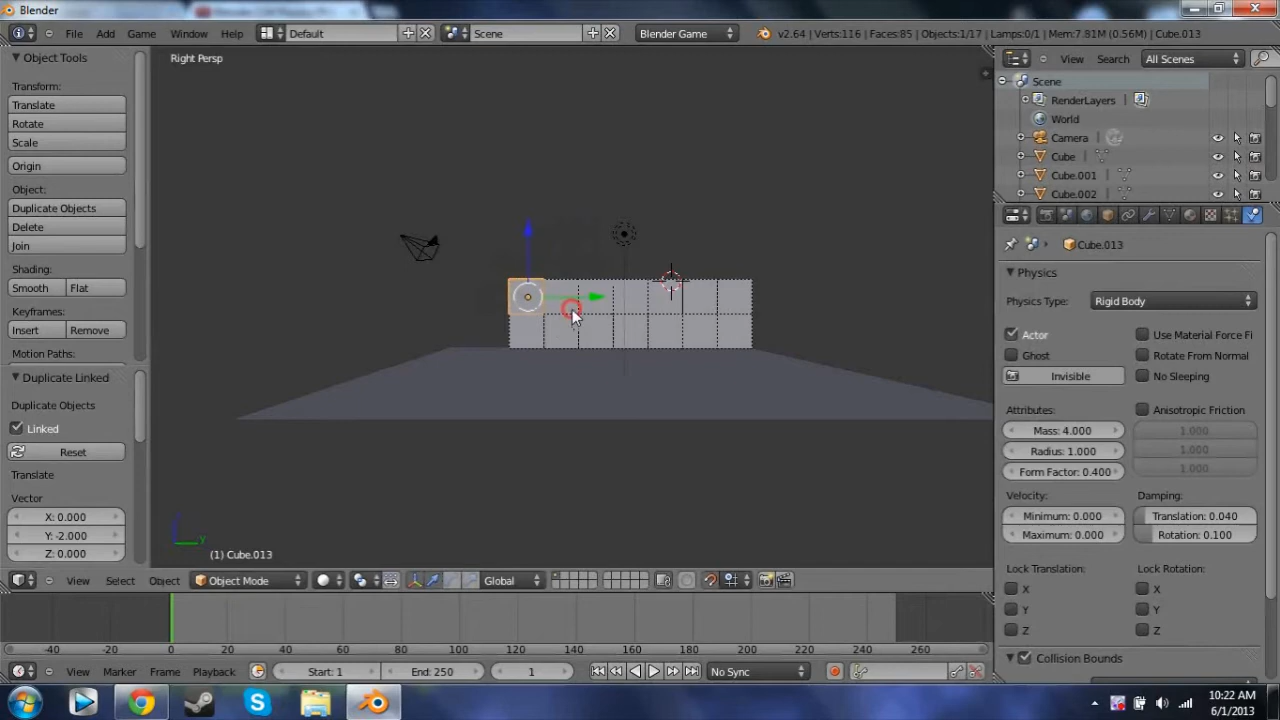 Blender
File Add Game Window Help Default Scene Blender Game v2.64 | Verts:116 | Faces:85 | Objects:1/17 | Lamps:0/1 | Mem:7.81M (0.56M) | Cube.013
Object Tools
Transform:
Translate
Rotate
Scale
Origin
Object:
Duplicate Objects
Delete
Join
Shading:
Smooth Flat
Keyframes:
Insert Remove
Motion Paths:
Duplicate Linked
Duplicate Objects
Linked
Reset
Translate
Vector
X: 0.000
Y: -2.000
Z: 0.000
Right Persp
z
y
(1) Cube.013
View Search All Scenes
Scene
RenderLayers
World
Camera
Cube
Cube.001
Cube.002
Cube.013
Physics
Physics Type: Rigid Body
Actor Use Material Force Fi
Ghost Rotate From Normal
Invisible No Sleeping
Attributes: Anisotropic Friction
Mass: 4.000 1.000
Radius: 1.000 1.000
Form Factor: 0.400 1.000
Velocity: Damping:
Minimum: 0.000 Translation: 0.040
Maximum: 0.000 Rotation: 0.100
Lock Translation: Lock Rotation:
X X
Y Y
Z Z
Collision Bounds
View Select Object Object Mode Global
-40 -20 0 20 40 60 80 100 120 140 160 180 200 220 240 260
View Marker Frame Playback Start: 1 End: 250 1 No Sync
10:22 AM
6/1/2013